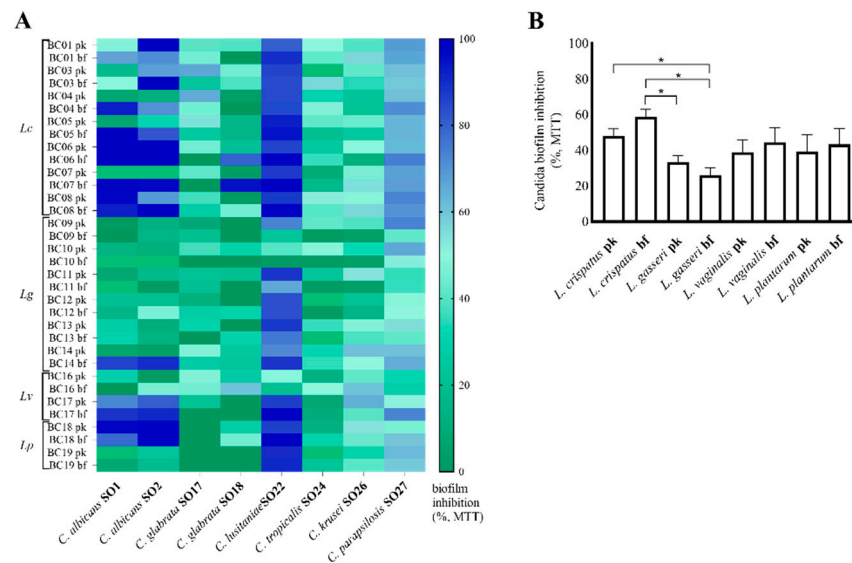 A
BC01 pk
BC01 bf
BC03 pk
BC03 bf
BC04 pk
BC04 bf
BC05 pk
BC05 bf
BC06 pk
BC06 bf
BC07 pk
BC07 bf
BC08 pk
BC08 bf
BC09 pk
BC09 bf
BC10 pk
BC10 bf
BC11 pk
BC11 bf
BC12 pk
BC12 bf
BC13 pk
BC13 bf
BC14 pk
BC14 bf
BC16 pk
BC16 bf
BC17 pk
BC17 bf
BC18 pk
BC18 bf
BC19 pk
BC19 bf
Lc
Lg
Lv
Lp
C. albicans SO1
C. albicans SO2
C. glabrata SO17
C. glabrata SO18
C. lusitaniaeSO22
C. tropicalis SO24
C. krusei SO26
C. parapsilosis SO27
100
80
60
40
20
0
biofilm
inhibition
(%, MTT)
B
Candida biofilm inhibition
(%, MTT)
100
80
60
40
20
0
*
*
*
L. crispatus pk
L. crispatus bf
L. gasseri pk
L. gasseri bf
L. vaginalis pk
L. vaginalis bf
L. plantarum pk
L. plantarum bf